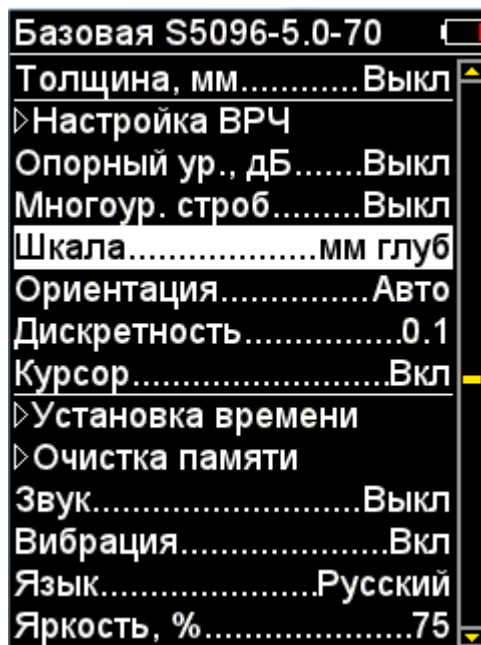 Базовая S5096-5.0-70
Толщина, мм............Выкл
Настройка ВРЧ
Опорный ур., дБ.......Выкл
Многоур. строб.........Выкл
Шкала...................мм глуб
Ориентация...............Авто
Дискретность................0.1
Курсор..........................Вкл
Установка времени
Очистка памяти
Звук...........................Выкл
Вибрация.....................Вкл
Язык......................Русский
Яркость, %.....................75